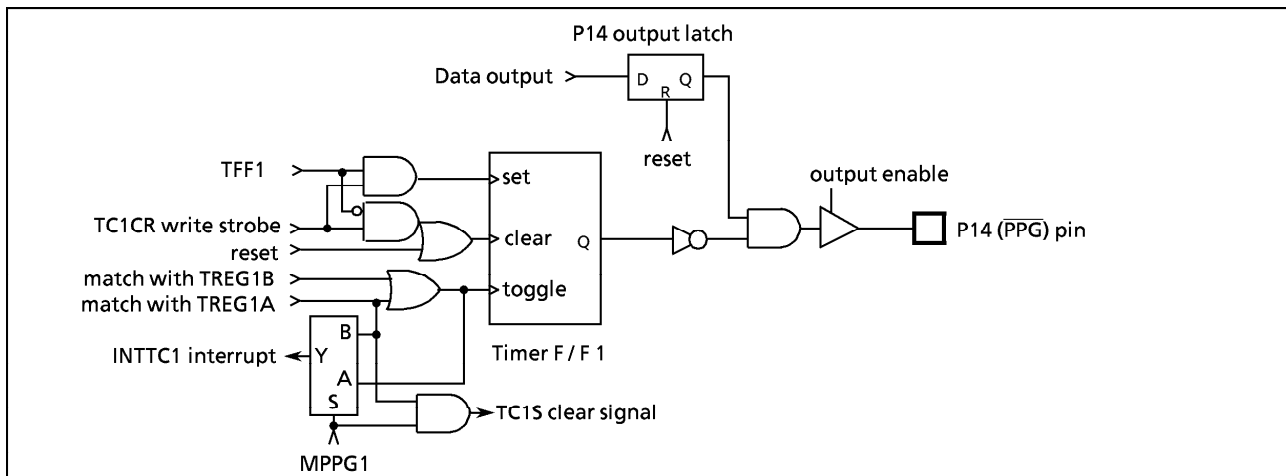 P14 output latch
Data output
D
Q
R
reset
TFF1
set
output enable
TC1CR write strobe
reset
clear
Q
P14 (PPG) pin
match with TREG1B
match with TREG1A
toggle
B
Y
A
S
INTTC1 interrupt
Timer F / F 1
TC1S clear signal
MPPG1